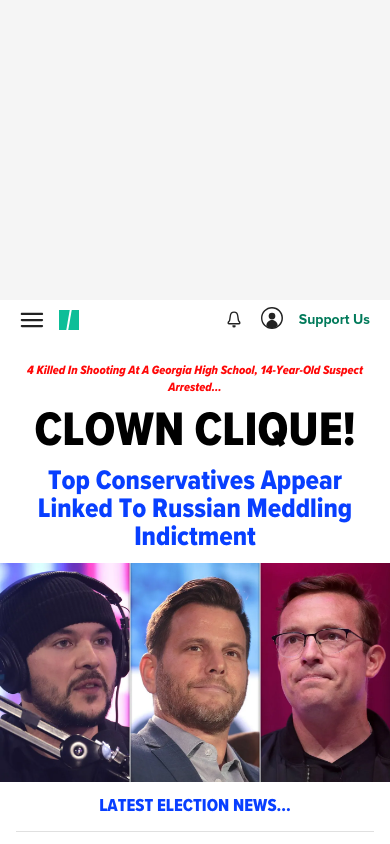 Support Us
4 Killed In Shooting At A Georgia High School, 14-Year-Old Suspect
Arrested...
CLOWN CLIQUE!
Top Conservatives Appear
Linked To Russian Meddling
Indictment
LATEST ELECTION NEWS...